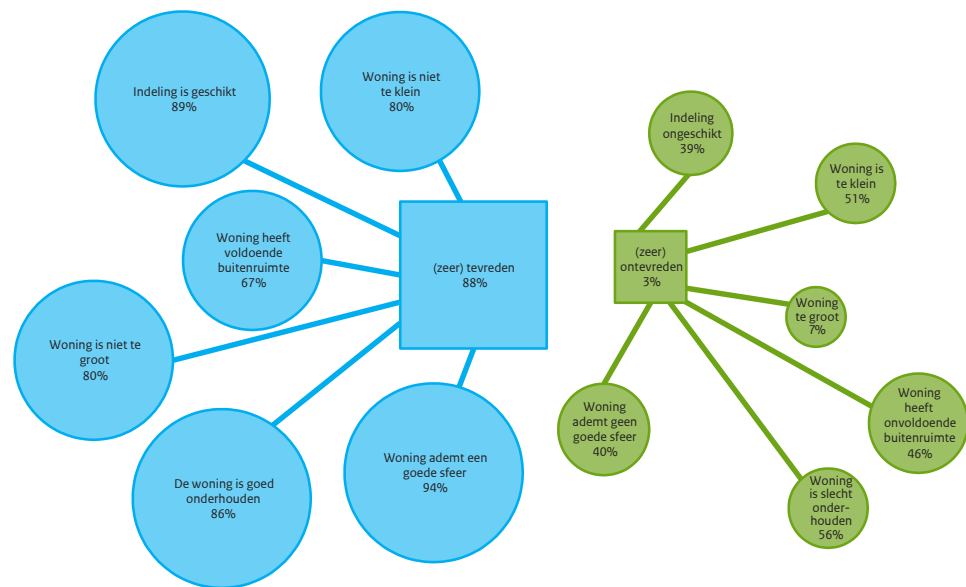 Indeling is geschikt
89%
Woning is niet
te klein
80%
Woning heeft
voldoende
buitenruimte
67%
(zeer) tevreden
88%
Woning is niet te
groot
80%
De woning is goed
onderhouden
86%
Woning ademt een
goede sfeer
94%
Indeling
ongeschikt
39%
Woning is
te klein
51%
(zeer)
ontevreden
3%
Woning
te groot
7%
Woning
ademt geen
goede sfeer
40%
Woning
heeft
onvoldoende
buitenruimte
46%
Woning
is slecht
onder-
houden
56%